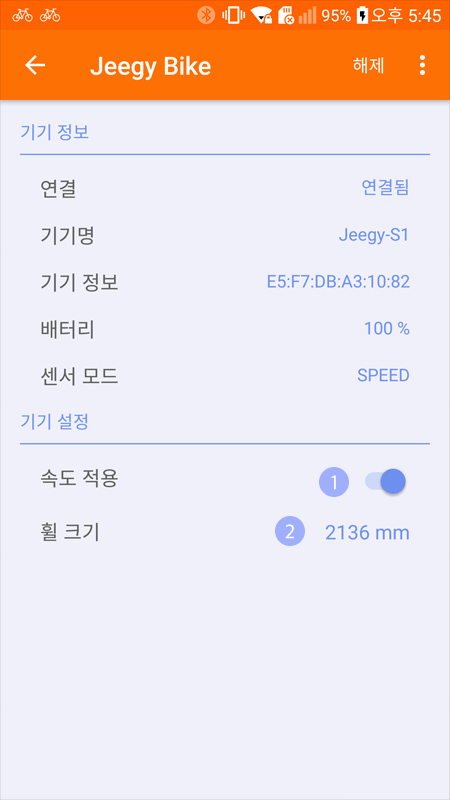 95% 오후 5:45
Jeegy Bike 해제
기기 정보
연결 연결됨
기기명 Jeegy-S1
기기 정보 E5:F7:DB:A3:10:82
배터리 100 %
센서 모드 SPEED
기기 설정
속도 적용 1
휠 크기 2 2136 mm